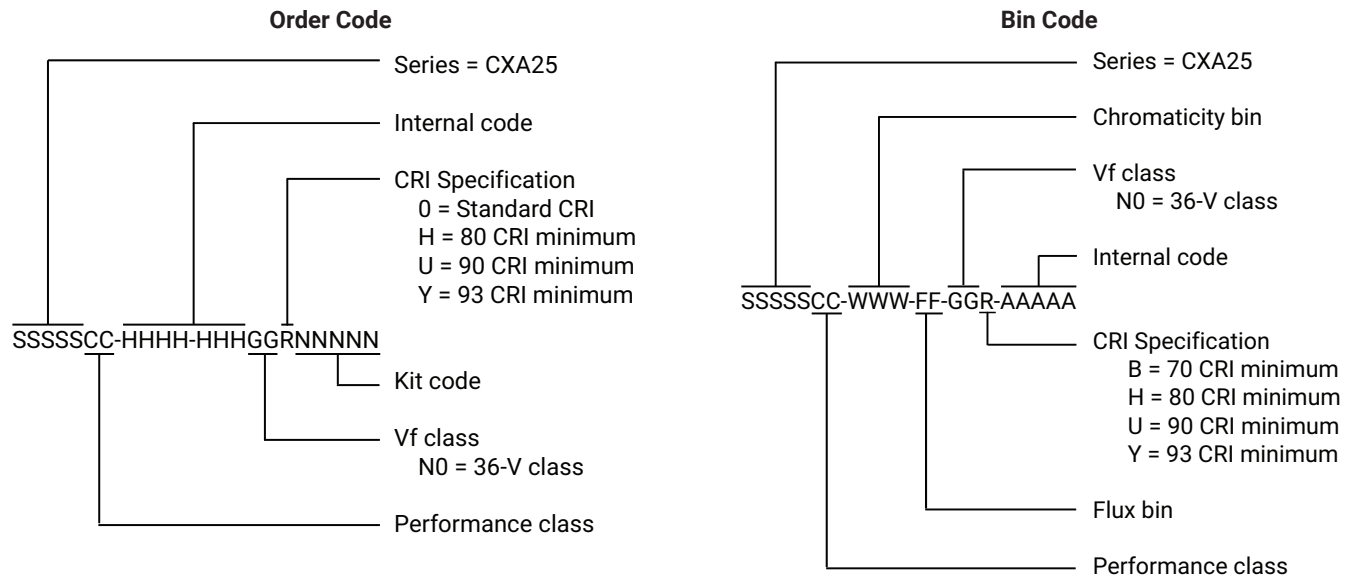 Order Code
Series = CXA25
Internal code
CRI Specification
0 = Standard CRI
H = 80 CRI minimum
U = 90 CRI minimum
Y = 93 CRI minimum
SSSSSCC-HHHH-HHHGGRNNNNN
Kit code
Vf class
N0 = 36-V class
Performance class
Bin Code
Series = CXA25
Chromaticity bin
Vf class
N0 = 36-V class
Internal code
SSSSSCC-WWW-FF-GGR-AAAAA
CRI Specification
B = 70 CRI minimum
H = 80 CRI minimum
U = 90 CRI minimum
Y = 93 CRI minimum
Flux bin
Performance class